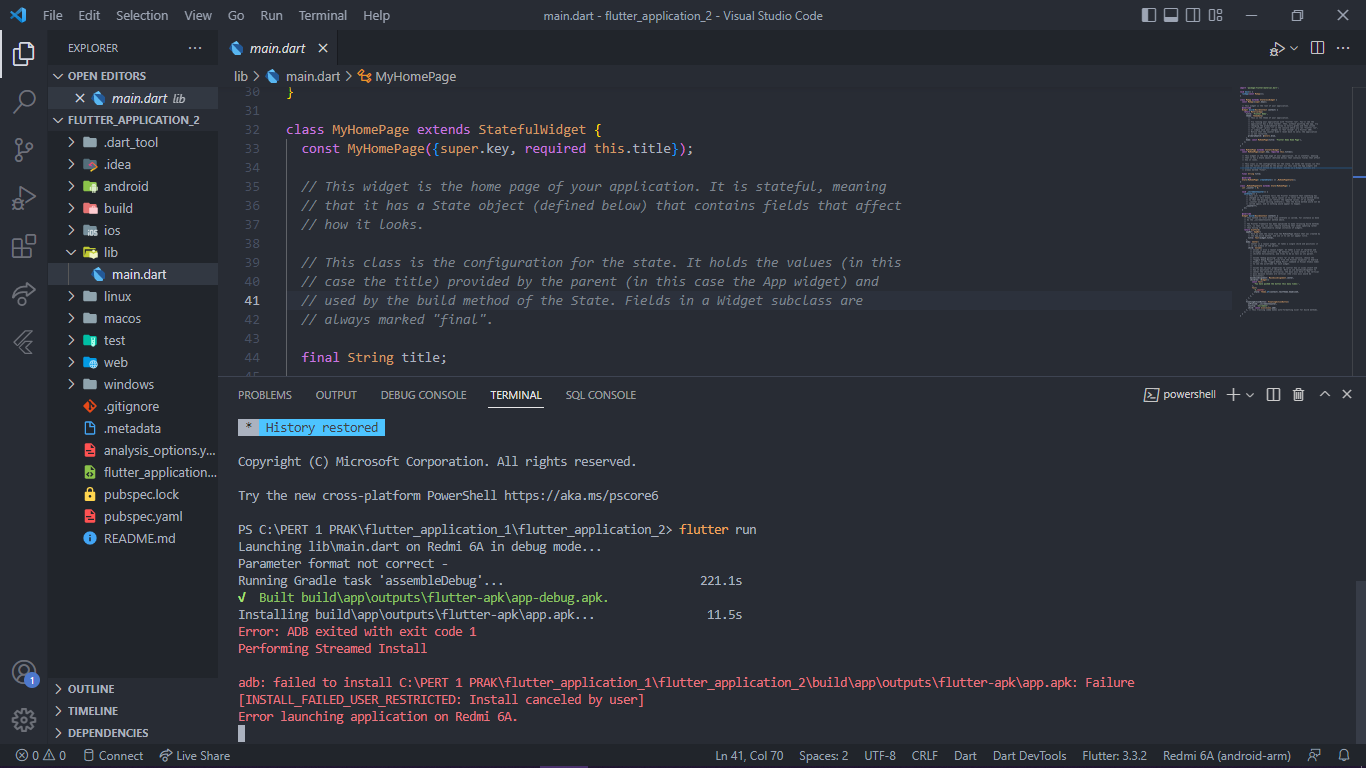 File Edit Selection View Go Run Terminal Help
main.dart - flutter_application_2 - Visual Studio Code
EXPLORER
OPEN EDITORS
main.dart lib
FLUTTER_APPLICATION_2
.dart_tool
.idea
android
build
ios
lib
main.dart
linux
macos
test
web
windows
.gitignore
.metadata
analysis_options.y...
flutter_application...
pubspec.lock
pubspec.yaml
README.md
OUTLINE
TIMELINE
DEPENDENCIES
main.dart
lib > main.dart > MyHomePage
30 }
31
32 class MyHomePage extends StatefulWidget {
33 const MyHomePage({super.key, required this.title});
34
35 // This widget is the home page of your application. It is stateful, meaning
36 // that it has a State object (defined below) that contains fields that affect
37 // how it looks.
38
39 // This class is the configuration for the state. It holds the values (in this
40 // case the title) provided by the parent (in this case the App widget) and
41 // used by the build method of the State. Fields in a Widget subclass are
42 // always marked "final".
43
44 final String title;
45
PROBLEMS OUTPUT DEBUG CONSOLE TERMINAL SQL CONSOLE
powershell
* History restored
Copyright (C) Microsoft Corporation. All rights reserved.
Try the new cross-platform PowerShell https://aka.ms/pscore6
PS C:\PERT 1 PRAK\flutter_application_1\flutter_application_2> flutter run
Launching lib\main.dart on Redmi 6A in debug mode...
Parameter format not correct -
Running Gradle task 'assembleDebug'... 221.1s
√ Built build\app\outputs\flutter-apk\app-debug.apk.
Installing build\app\outputs\flutter-apk\app.apk... 11.5s
Error: ADB exited with exit code 1
Performing Streamed Install
adb: failed to install C:\PERT 1 PRAK\flutter_application_1\flutter_application_2\build\app\outputs\flutter-apk\app.apk: Failure
[INSTALL_FAILED_USER_RESTRICTED: Install canceled by user]
Error launching application on Redmi 6A.
1
0 0 Connect Live Share
Ln 41, Col 70 Spaces: 2 UTF-8 CRLF Dart Dart DevTools Flutter: 3.3.2 Redmi 6A (android-arm)